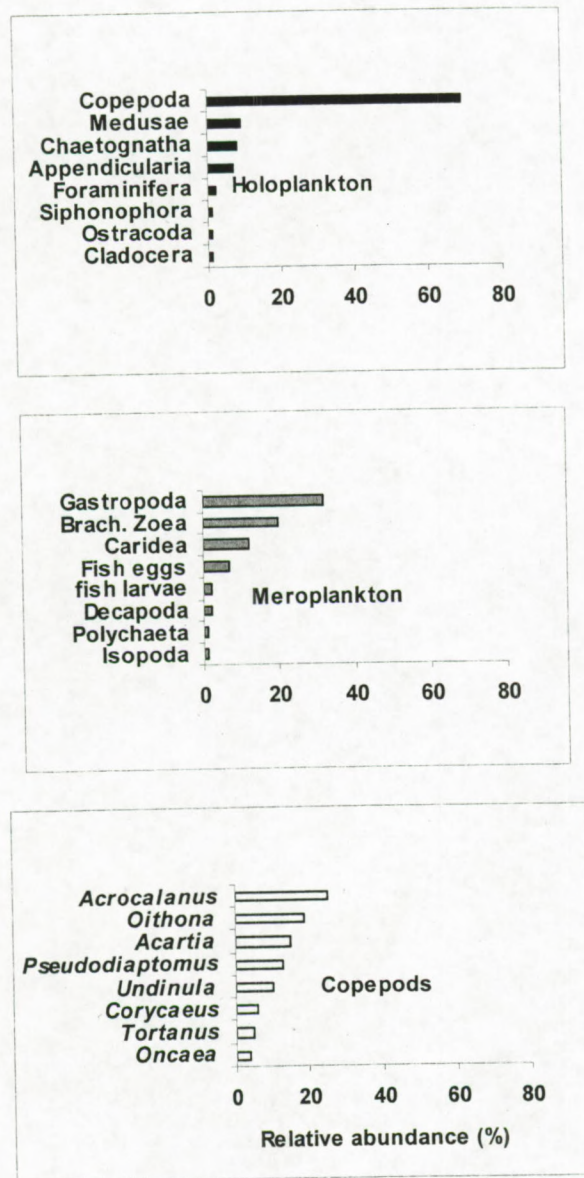 Copepoda
Medusae
Chaetognatha
Appendicularia
Foraminifera
Holoplankton
Siphonophora
Ostracoda
Cladocera
0 20 40 60 80
Gastropoda
Brach. Zoea
Caridea
Fish eggs
fish larvae
Meroplankton
Decapoda
Polychaeta
Isopoda
0 20 40 60 80
Acrocalanus
Oithona
Acartia
Pseudodiaptomus
Undinula
Copepods
Corycaeus
Tortanus
Oncaea
0 20 40 60 80
Relative abundance (%)